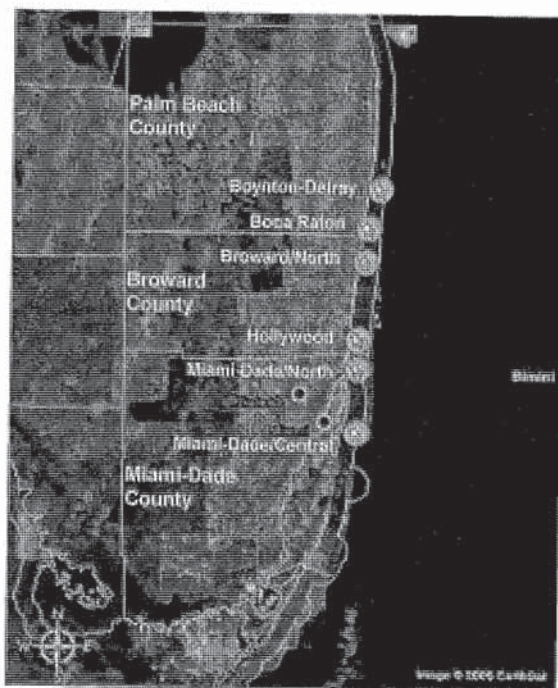 Palm Beach
County
Boynton-Delray
Boca Raton
Broward/North
Broward
County
Hollywood
Miami-Dade/North
Bimini
Miami-Dade/Central
Miami-Dade
County
N
W E
Image © 2006 EarthSat